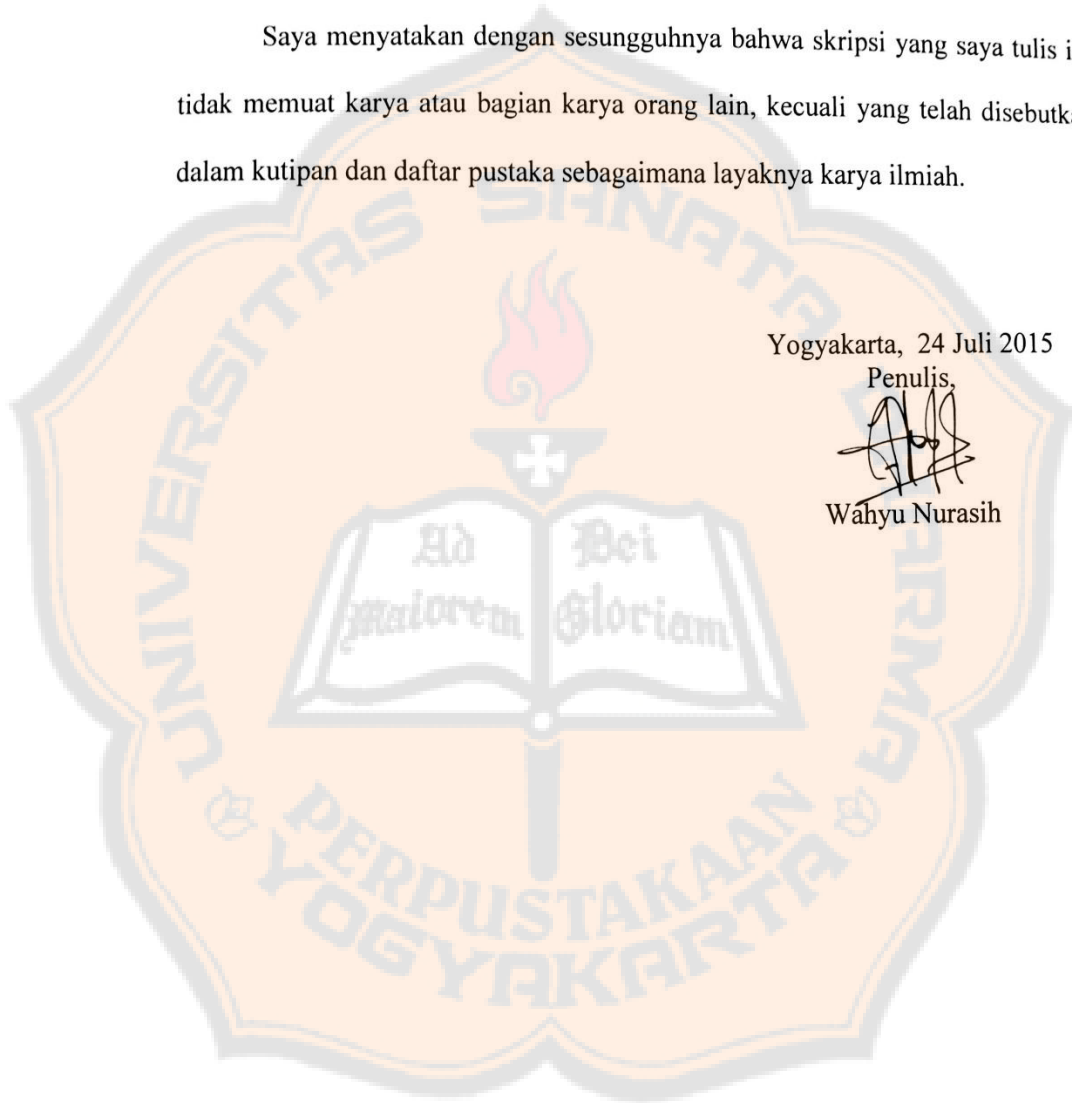 Saya menyatakan dengan sesungguhnya bahwa skripsi yang saya tulis i
tidak memuat karya atau bagian karya orang lain, kecuali yang telah disebutk
dalam kutipan dan daftar pustaka sebagaimana layaknya karya ilmiah.
Yogyakarta, 24 Juli 2015
Penulis,
Wahyu Nurasih
UNIVERSITAS SANATA DHARMA
Ad Dei
Maiorem Gloriam
PERPUSTAKAAN
YOGYAKARTA